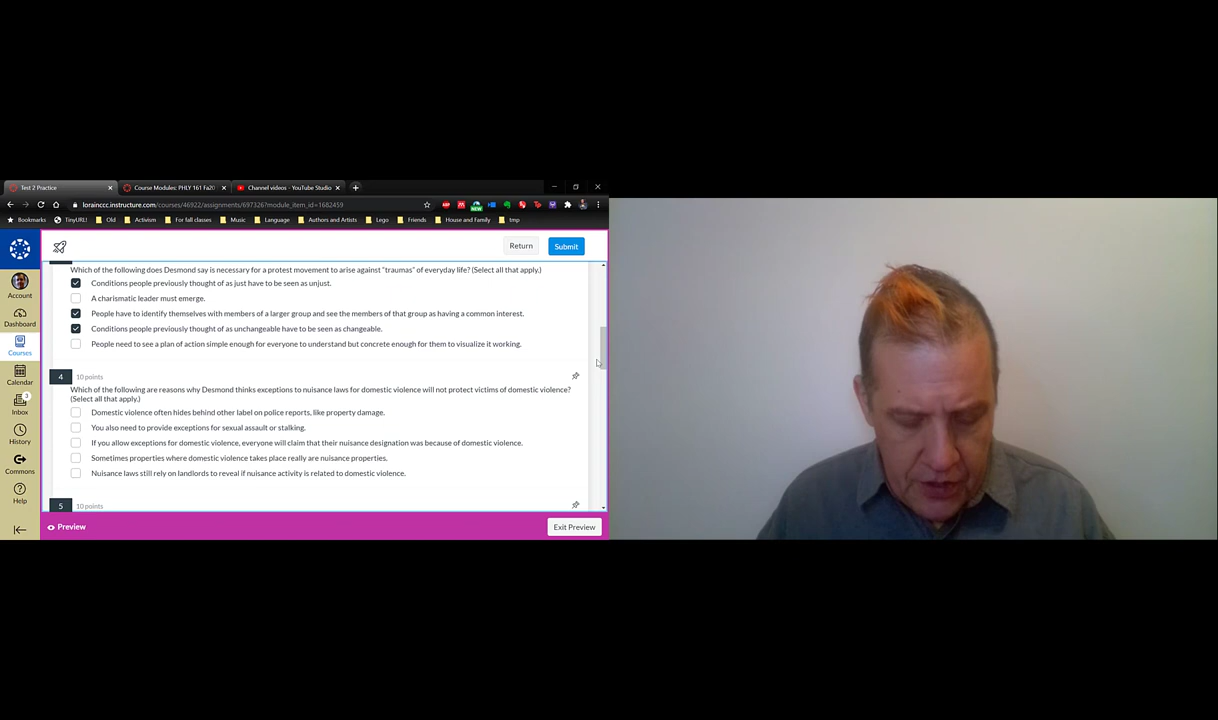 Test 2 Practice
Course Modules: PHLY 161 Fa20
Channel videos - YouTube Studio
lorainccc.instructure.com/courses/46922/assignments/697326?module_item_id=1682459
Bookmarks TinyURL! Old Activism For fall classes Music Language Authors and Artists Lego Friends House and Family tmp
Return Submit
Account
Dashboard
Courses
Calendar
Inbox
History
Commons
Help
Which of the following does Desmond say is necessary for a protest movement to arise against "traumas" of everyday life? (Select all that apply.)
Conditions people previously thought of as just have to be seen as unjust.
A charismatic leader must emerge.
People have to identify themselves with members of a larger group and see the members of that group as having a common interest.
Conditions people previously thought of as unchangeable have to be seen as changeable.
People need to see a plan of action simple enough for everyone to understand but concrete enough for them to visualize it working.
4 10 points
Which of the following are reasons why Desmond thinks exceptions to nuisance laws for domestic violence will not protect victims of domestic violence?
(Select all that apply.)
Domestic violence often hides behind other label on police reports, like property damage.
You also need to provide exceptions for sexual assault or stalking.
If you allow exceptions for domestic violence, everyone will claim that their nuisance designation was because of domestic violence.
Sometimes properties where domestic violence takes place really are nuisance properties.
Nuisance laws still rely on landlords to reveal if nuisance activity is related to domestic violence.
5 10 points
Preview
Exit Preview